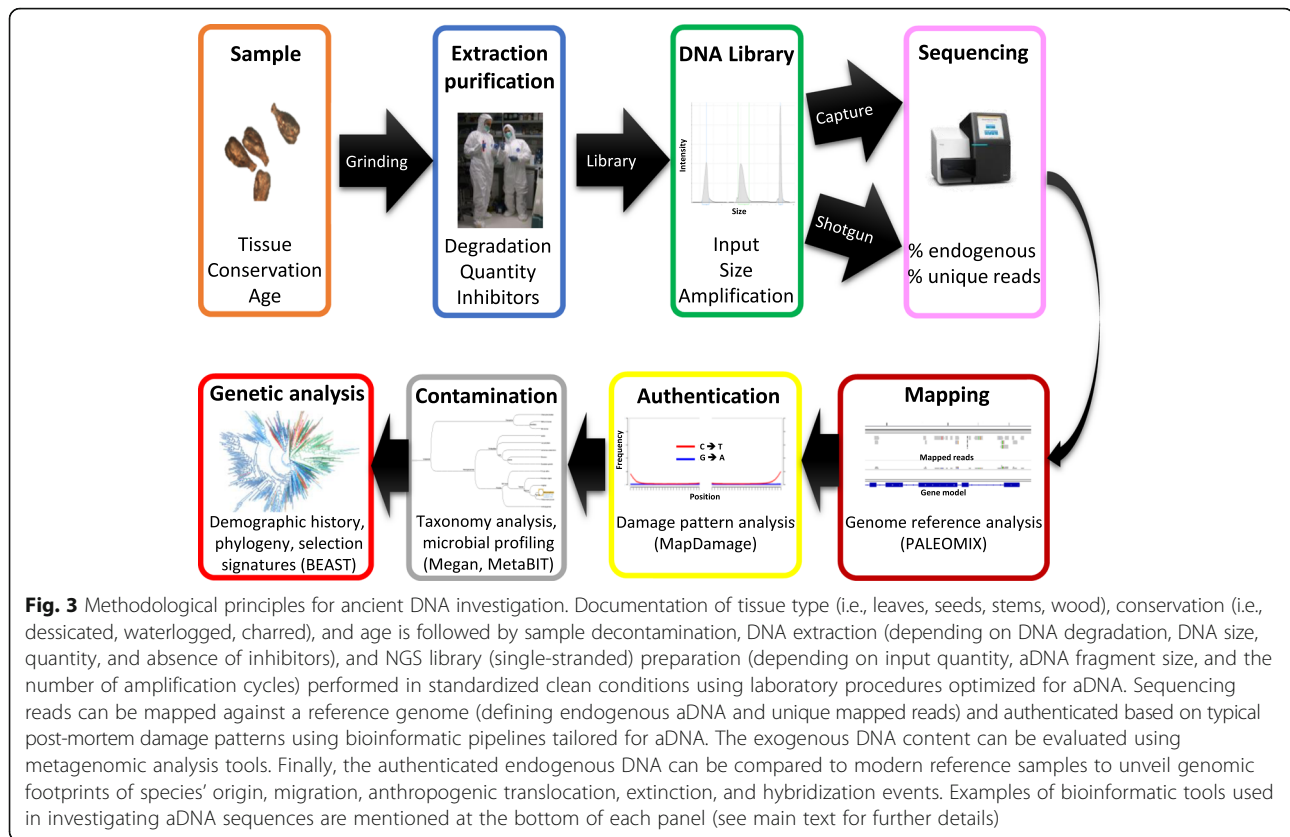 Sample
Tissue
Conservation
Age
Grinding
Extraction
purification
Degradation
Quantity
Inhibitors
Library
DNA Library
Intensity
Size
Input
Size
Amplification
Capture
Shotgun
Sequencing
% endogenous
% unique reads
Genetic analysis
Demographic history,
phylogeny, selection
signatures (BEAST)
Contamination
Taxonomy analysis,
microbial profiling
(Megan, MetaBIT)
Authentication
Frequency
C → T
G → A
Position
Damage pattern analysis
(MapDamage)
Mapping
Mapped reads
Gene model
Genome reference analysis
(PALEOMIX)
Fig. 3 Methodological principles for ancient DNA investigation. Documentation of tissue type (i.e., leaves, seeds, stems, wood), conservation (i.e.,
dessicated, waterlogged, charred), and age is followed by sample decontamination, DNA extraction (depending on DNA degradation, DNA size,
quantity, and absence of inhibitors), and NGS library (single-stranded) preparation (depending on input quantity, aDNA fragment size, and the
number of amplification cycles) performed in standardized clean conditions using laboratory procedures optimized for aDNA. Sequencing
reads can be mapped against a reference genome (defining endogenous aDNA and unique mapped reads) and authenticated based on typical
post-mortem damage patterns using bioinformatic pipelines tailored for aDNA. The exogenous DNA content can be evaluated using
metagenomic analysis tools. Finally, the authenticated endogenous DNA can be compared to modern reference samples to unveil genomic
footprints of species' origin, migration, anthropogenic translocation, extinction, and hybridization events. Examples of bioinformatic tools used
in investigating aDNA sequences are mentioned at the bottom of each panel (see main text for further details)